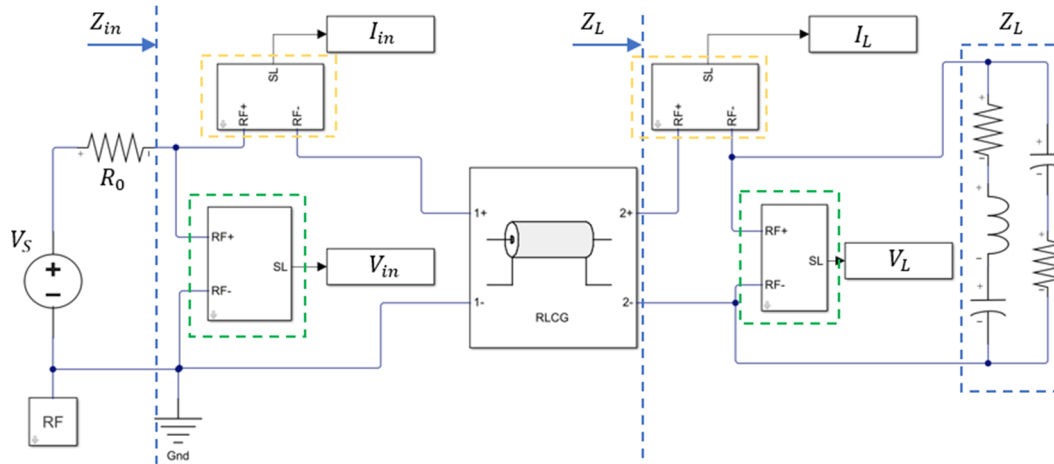 Z_in
I_in
Z_L
I_L
Z_L
SL
RF+
RF-
SL
RF+
RF-
R_0
V_S
RF+
SL
RF-
V_in
1+
2+
1-
2-
RLCG
RF+
SL
RF-
V_L
RF
Gnd